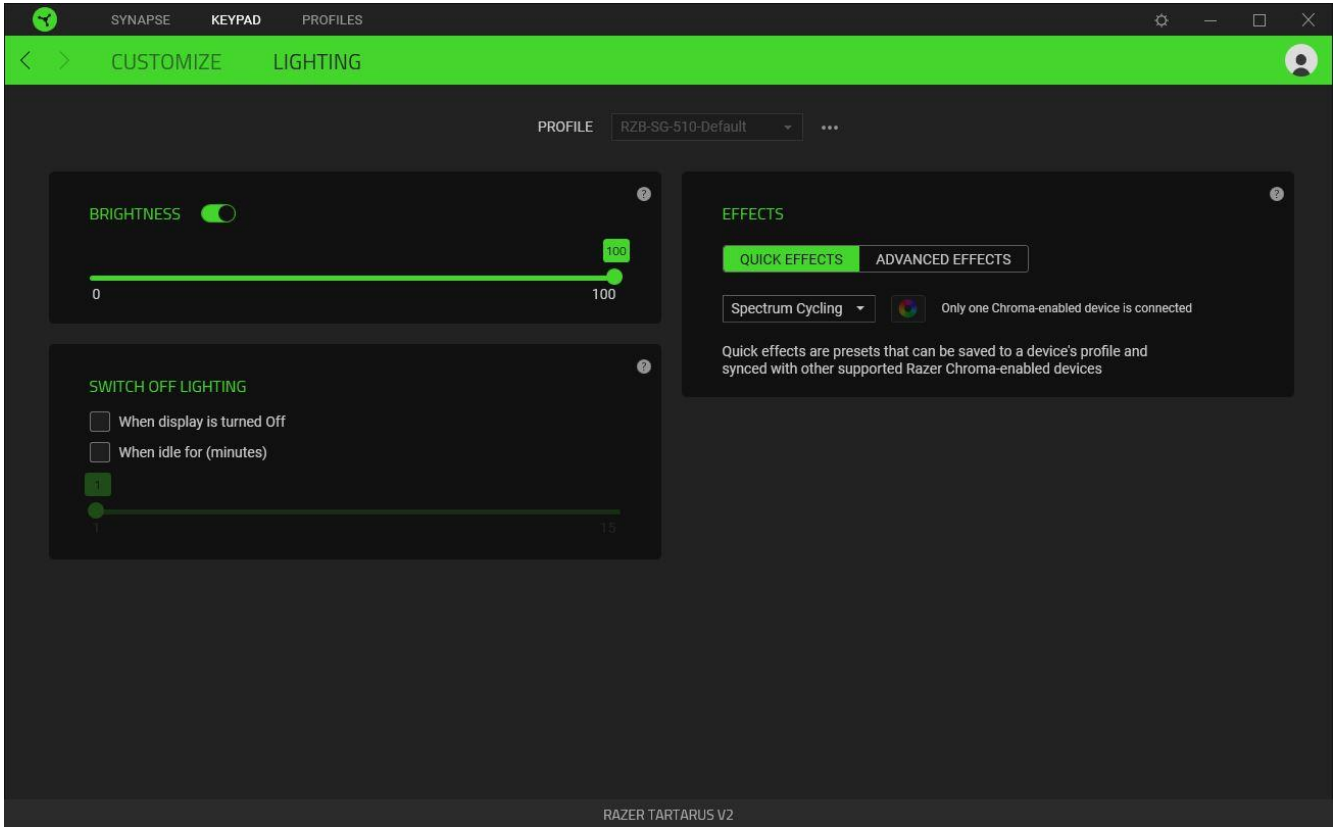 SYNAPSE KEYPAD PROFILES
CUSTOMIZE LIGHTING
PROFILE RZB-SG-510-Default
BRIGHTNESS
100
0 100
SWITCH OFF LIGHTING
When display is turned Off
When idle for (minutes)
1
1 15
EFFECTS
QUICK EFFECTS ADVANCED EFFECTS
Spectrum Cycling Only one Chroma-enabled device is connected
Quick effects are presets that can be saved to a device's profile and
synced with other supported Razer Chroma-enabled devices
RAZER TARTARUS V2